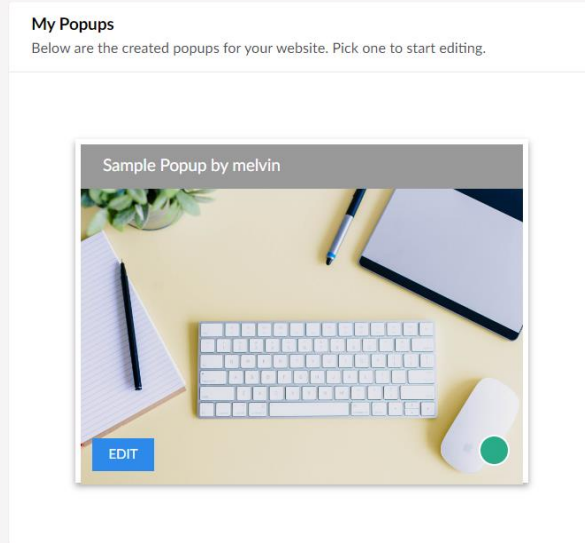 My Popups
Below are the created popups for your website. Pick one to start editing.
Sample Popup by melvin
EDIT